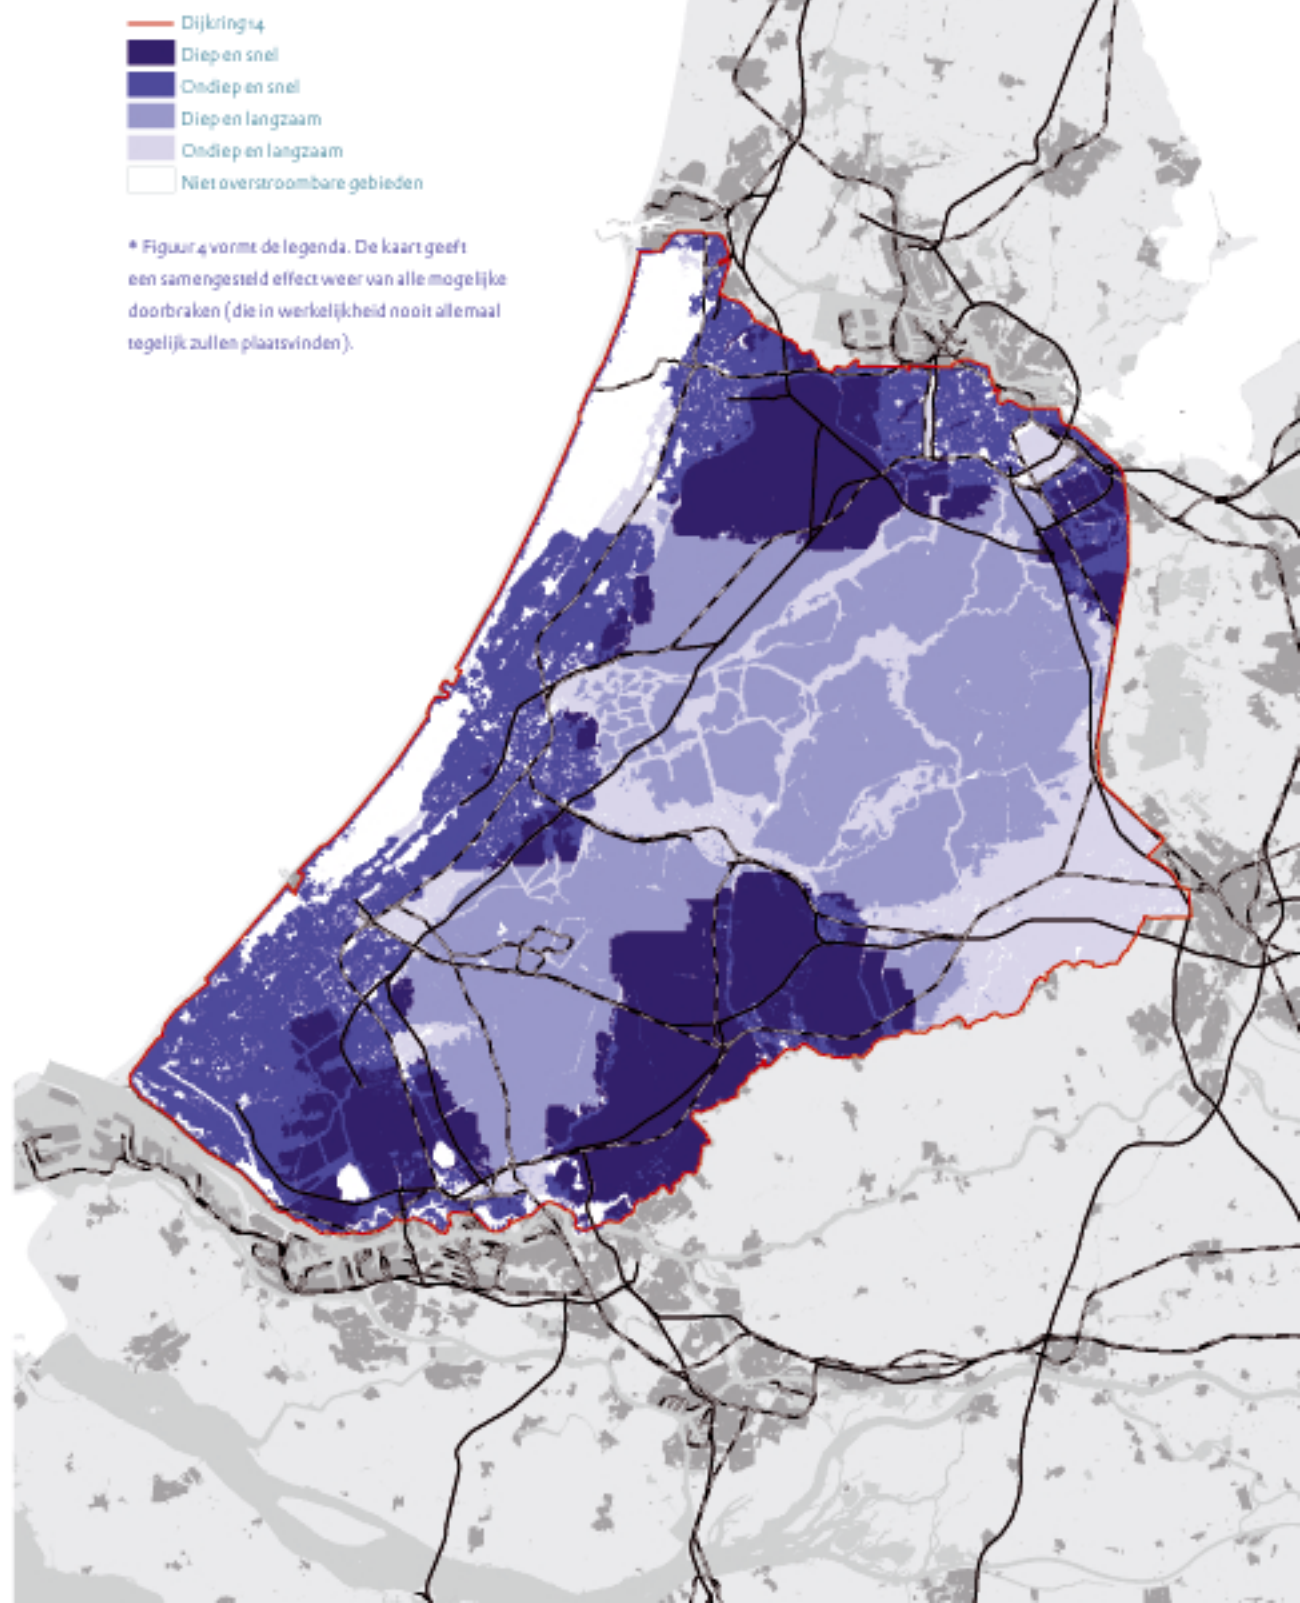 Dijkring 14
Diep en snel
Ondiep en snel
Diep en langzaam
Ondiep en langzaam
Niet overstroombare gebieden
* Figuur 4 vormt de legenda. De kaart geeft
een samengesteld effect weer van alle mogelijke
doorbraken (die in werkelijkheid nooit allemaal
tegelijk zullen plaatsvinden).